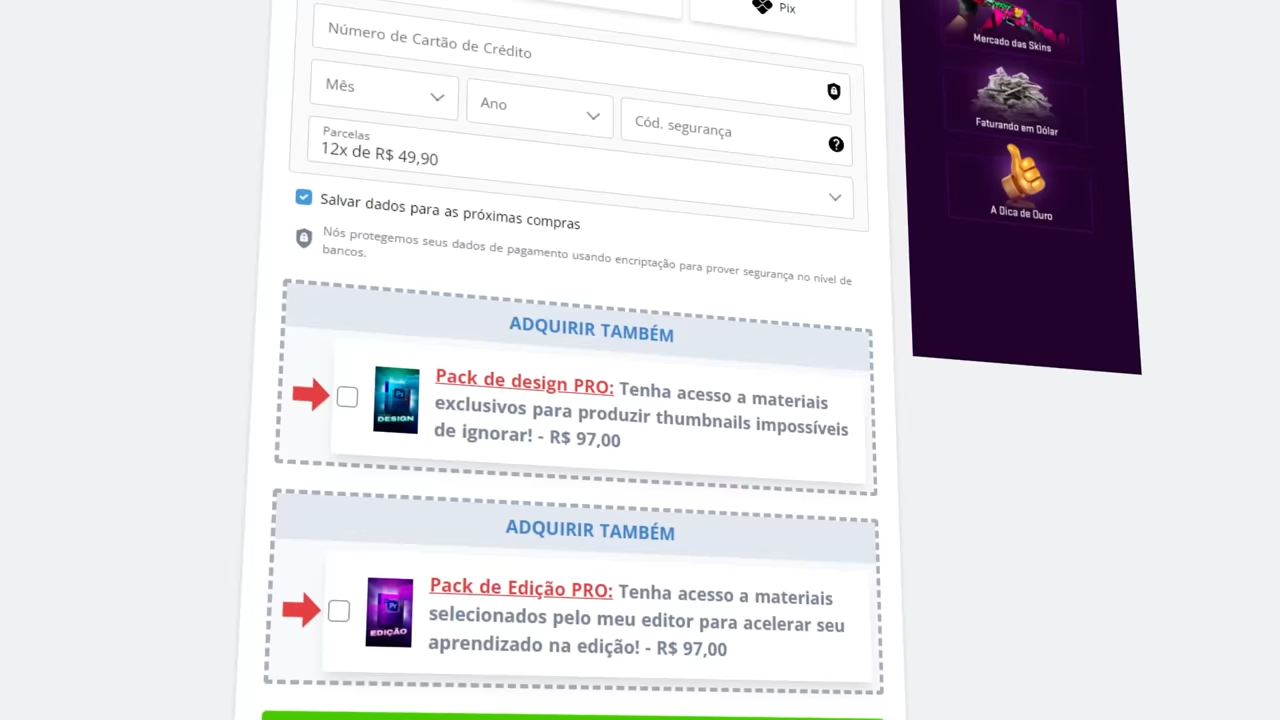 Pix
Número de Cartão de Crédito
Mês
Ano
Cód. segurança
Parcelas
12x de R$ 49,90
Salvar dados para as próximas compras
Nós protegemos seus dados de pagamento usando encriptação para prover segurança no nível de
bancos.
ADQUIRIR TAMBÉM
DESIGN
Pack de design PRO: Tenha acesso a materiais
exclusivos para produzir thumbnails impossíveis
de ignorar! - R$ 97,00
ADQUIRIR TAMBÉM
EDIÇÃO
Pack de Edição PRO: Tenha acesso a materiais
selecionados pelo meu editor para acelerar seu
aprendizado na edição! - R$ 97,00
Mercado das Skins
Faturando em Dólar
A Dica de Ouro